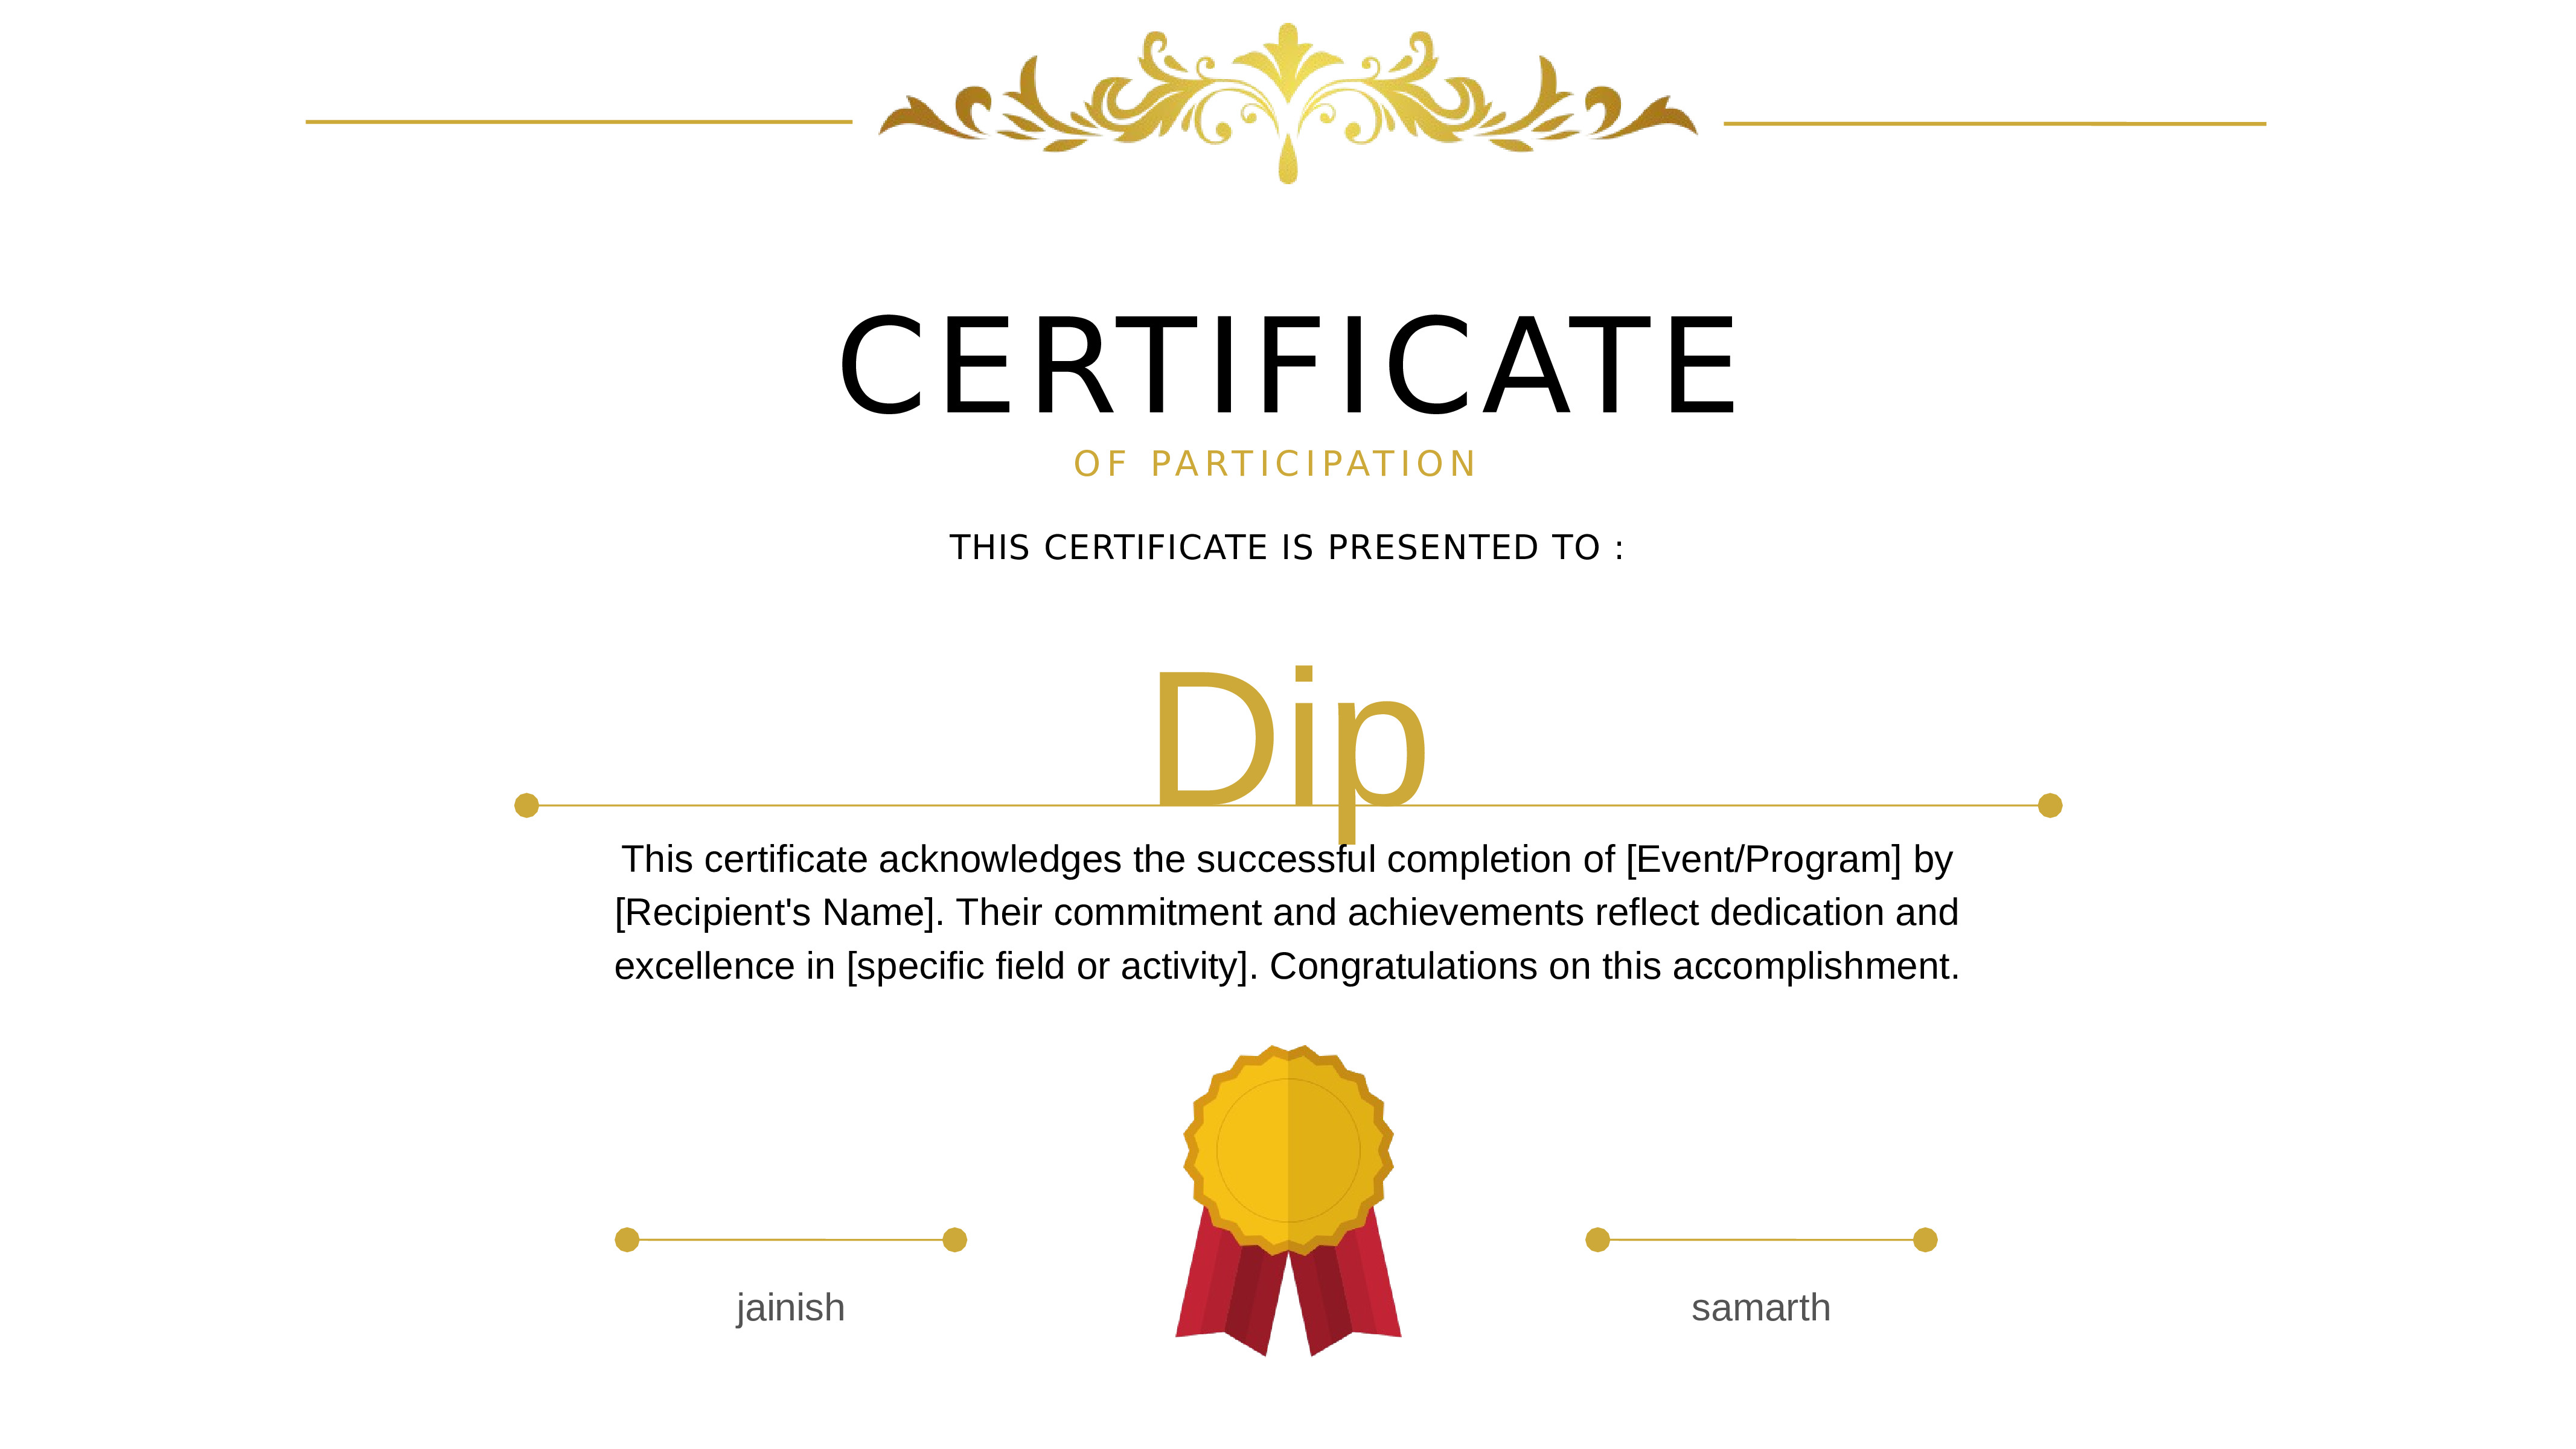 CERTIFICATE
OF PARTICIPATION
THIS CERTIFICATE IS PRESENTED TO :
Dip
This certificate acknowledges the successful completion of [Event/Program] by
[Recipient's Name]. Their commitment and achievements reflect dedication and
excellence in [specific field or activity]. Congratulations on this accomplishment.
jainish
samarth